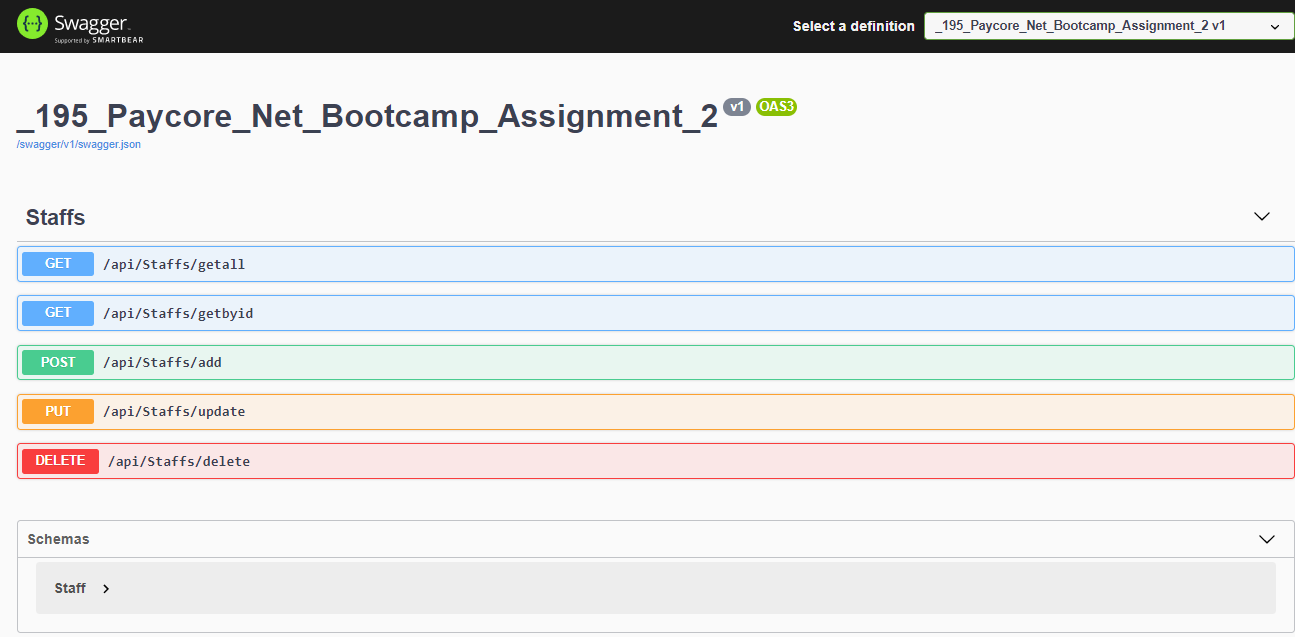 Swagger
Supported by SMARTBEAR
Select a definition
_195_Paycore_Net_Bootcamp_Assignment_2 v1
_195_Paycore_Net_Bootcamp_Assignment_2 v1 OAS3
/swagger/v1/swagger.json
Staffs
GET /api/Staffs/getall
GET /api/Staffs/getbyid
POST /api/Staffs/add
PUT /api/Staffs/update
DELETE /api/Staffs/delete
Schemas
Staff